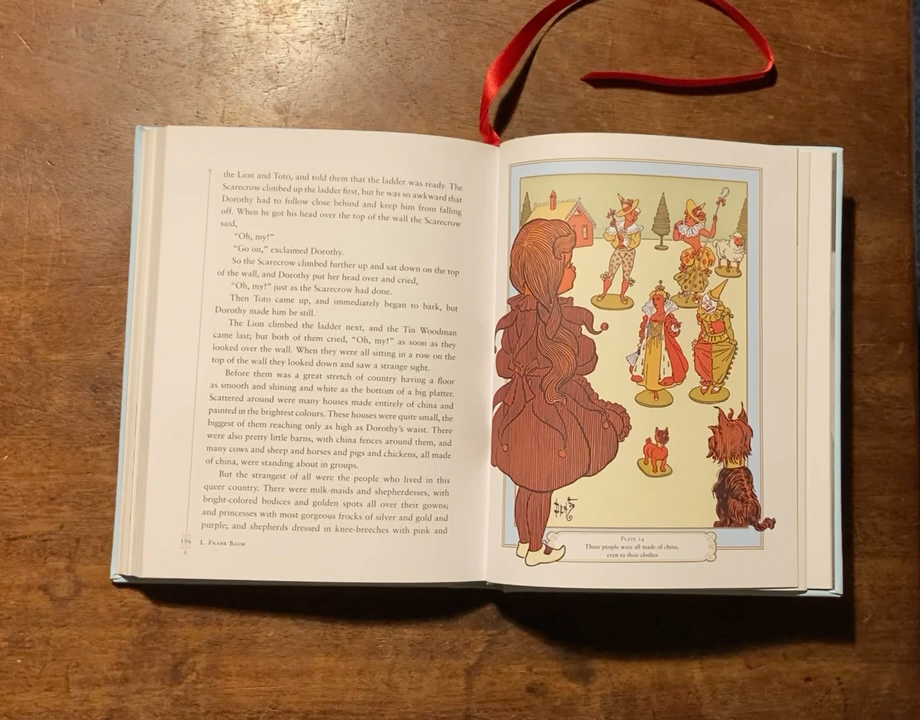 the Lion and Toto, and told them that the ladder was ready. The
Scarecrow climbed up the ladder first, but he was so awkward that
Dorothy had to follow close behind and keep him from falling
off. When he got his head over the top of the wall the Scarecrow
said,
“Oh, my!”
“Go on,” exclaimed Dorothy.
So the Scarecrow climbed further up and sat down on the top
of the wall, and Dorothy put her head over and cried,
“Oh, my!” just as the Scarecrow had done.
Then Toto came up, and immediately began to bark, but
Dorothy made him be still.
The Lion climbed the ladder next, and the Tin Woodman
came last; but both of them cried, “Oh, my!” as soon as they
looked over the wall. When they were all sitting in a row on the
top of the wall they looked down and saw a strange sight.
Before them was a great stretch of country having a floor
as smooth and shining and white as the bottom of a big platter.
Scattered around were many houses made entirely of china and
painted in the brightest colours. These houses were quite small, the
biggest of them reaching only as high as Dorothy’s waist. There
were also pretty little barns, with china fences around them, and
many cows and sheep and horses and pigs and chickens, all made
of china, were standing about in groups.
But the strangest of all were the people who lived in this
queer country. There were milk-maids and shepherdesses, with
bright-colored bodices and golden spots all over their gowns;
and princesses with most gorgeous frocks of silver and gold and
purple; and shepherds dressed in knee-breeches with pink and
196 L. Frank Baum
Plate 14
These people were all made of china,
even to their clothes